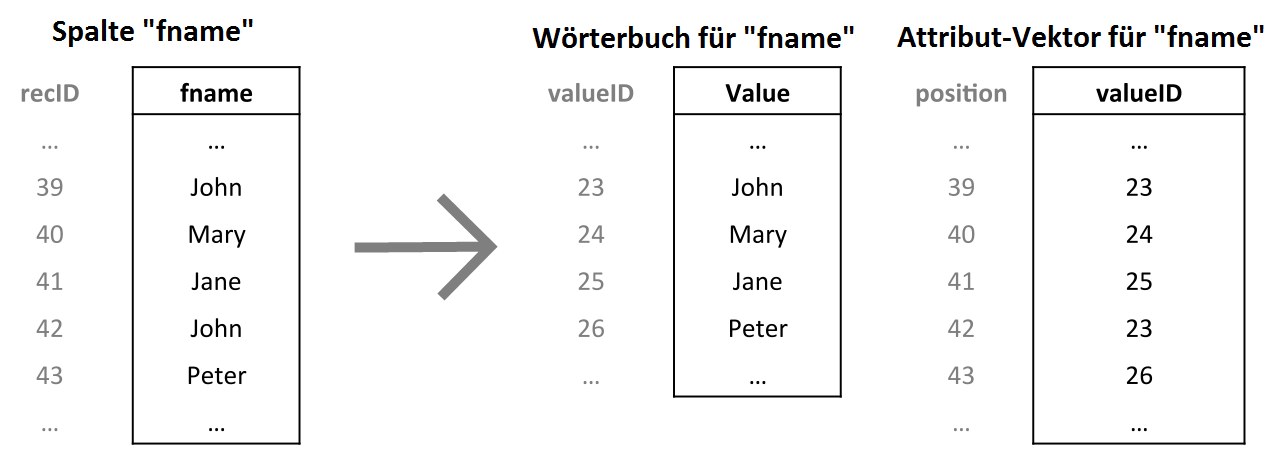 Spalte "fname"
recID fname
... ...
39 John
40 Mary
41 Jane
42 John
43 Peter
... ...
Wörterbuch für "fname"
valueID Value
... ...
23 John
24 Mary
25 Jane
26 Peter
... ...
Attribut-Vektor für "fname"
position valueID
... ...
39 23
40 24
41 25
42 23
43 26
... ...